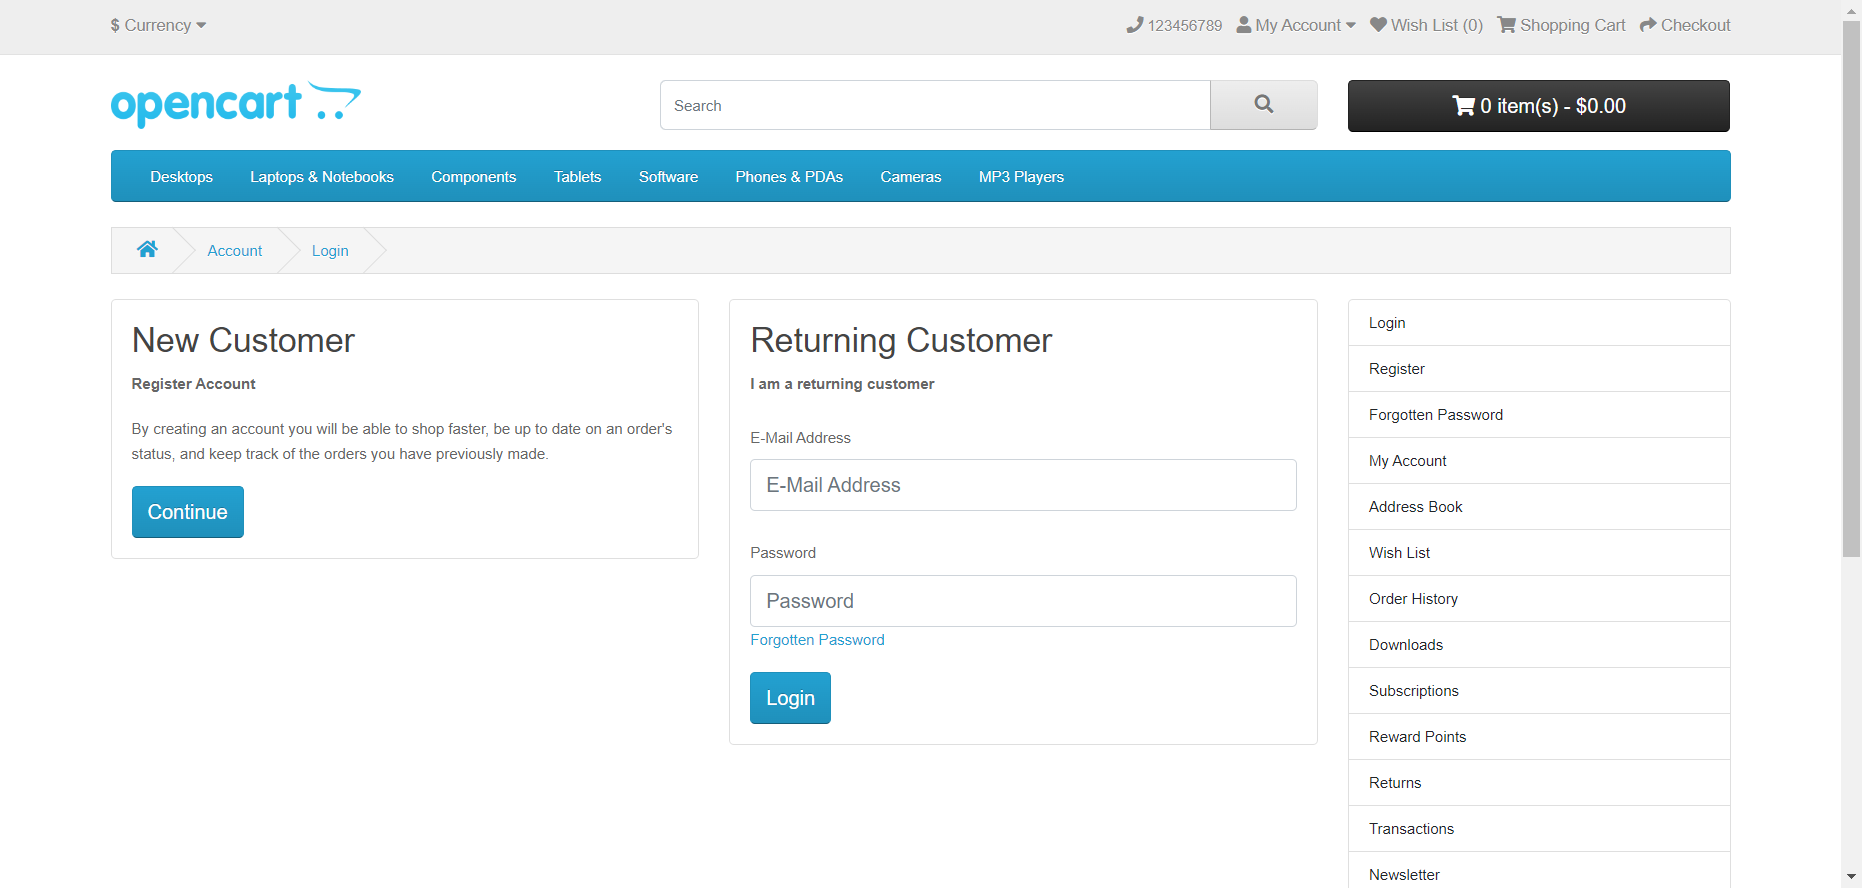 $ Currency
123456789 My Account Wish List (0) Shopping Cart Checkout
opencart
Search
0 item(s) - $0.00
Desktops Laptops & Notebooks Components Tablets Software Phones & PDAs Cameras MP3 Players
Account Login
New Customer
Register Account
By creating an account you will be able to shop faster, be up to date on an order's
status, and keep track of the orders you have previously made.
Continue
Returning Customer
I am a returning customer
E-Mail Address
E-Mail Address
Password
Password
Forgotten Password
Login
Login
Register
Forgotten Password
My Account
Address Book
Wish List
Order History
Downloads
Subscriptions
Reward Points
Returns
Transactions
Newsletter